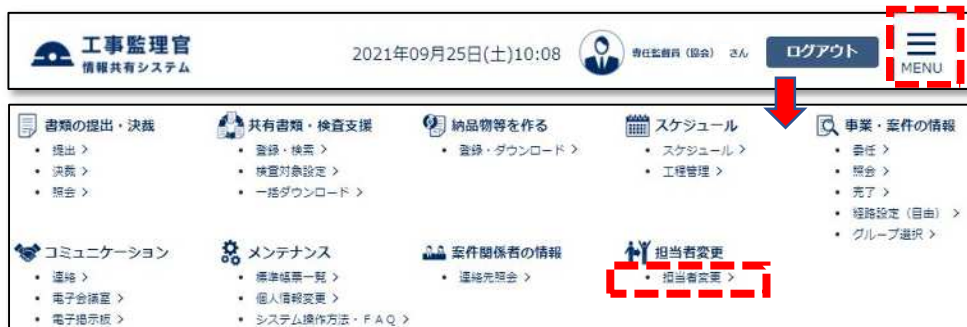 工事監理官
情報共有システム
2021年09月25日(土)10:08
専任監督員（協会） さん
ログアウト
MENU
書類の提出・決裁
・ 提出 >
・ 決裁 >
・ 照会 >
共有書類・検査支援
・ 登録・検索 >
・ 検査対象設定 >
・ 一括ダウンロード >
納品物等を作る
・ 登録・ダウンロード >
スケジュール
・ スケジュール >
・ 工程管理 >
事業・案件の情報
・ 委任 >
・ 照会 >
・ 完了 >
・ 経路設定（自由） >
・ グループ選択 >
コミュニケーション
・ 連絡 >
・ 電子会議室 >
・ 電子掲示板 >
メンテナンス
・ 標準帳票一覧 >
・ 個人情報変更 >
・ システム操作方法・FAQ >
案件関係者の情報
・ 連絡先照会 >
担当者変更
・ 担当者変更 >